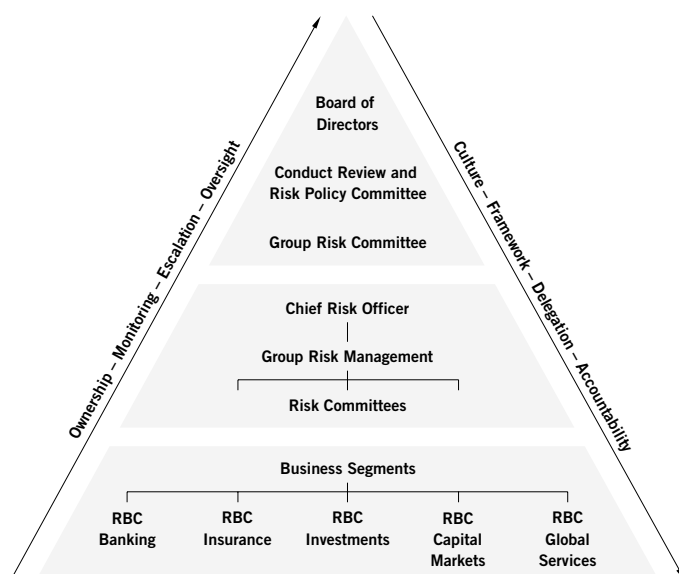 Board of
Directors
Conduct Review and
Risk Policy Committee
Group Risk Committee
Ownership – Monitoring – Escalation – Oversight
Culture – Framework – Delegation – Accountability
Chief Risk Officer
Group Risk Management
Risk Committees
Business Segments
RBC
Banking
RBC
Insurance
RBC
Investments
RBC
Capital
Markets
RBC
Global
Services